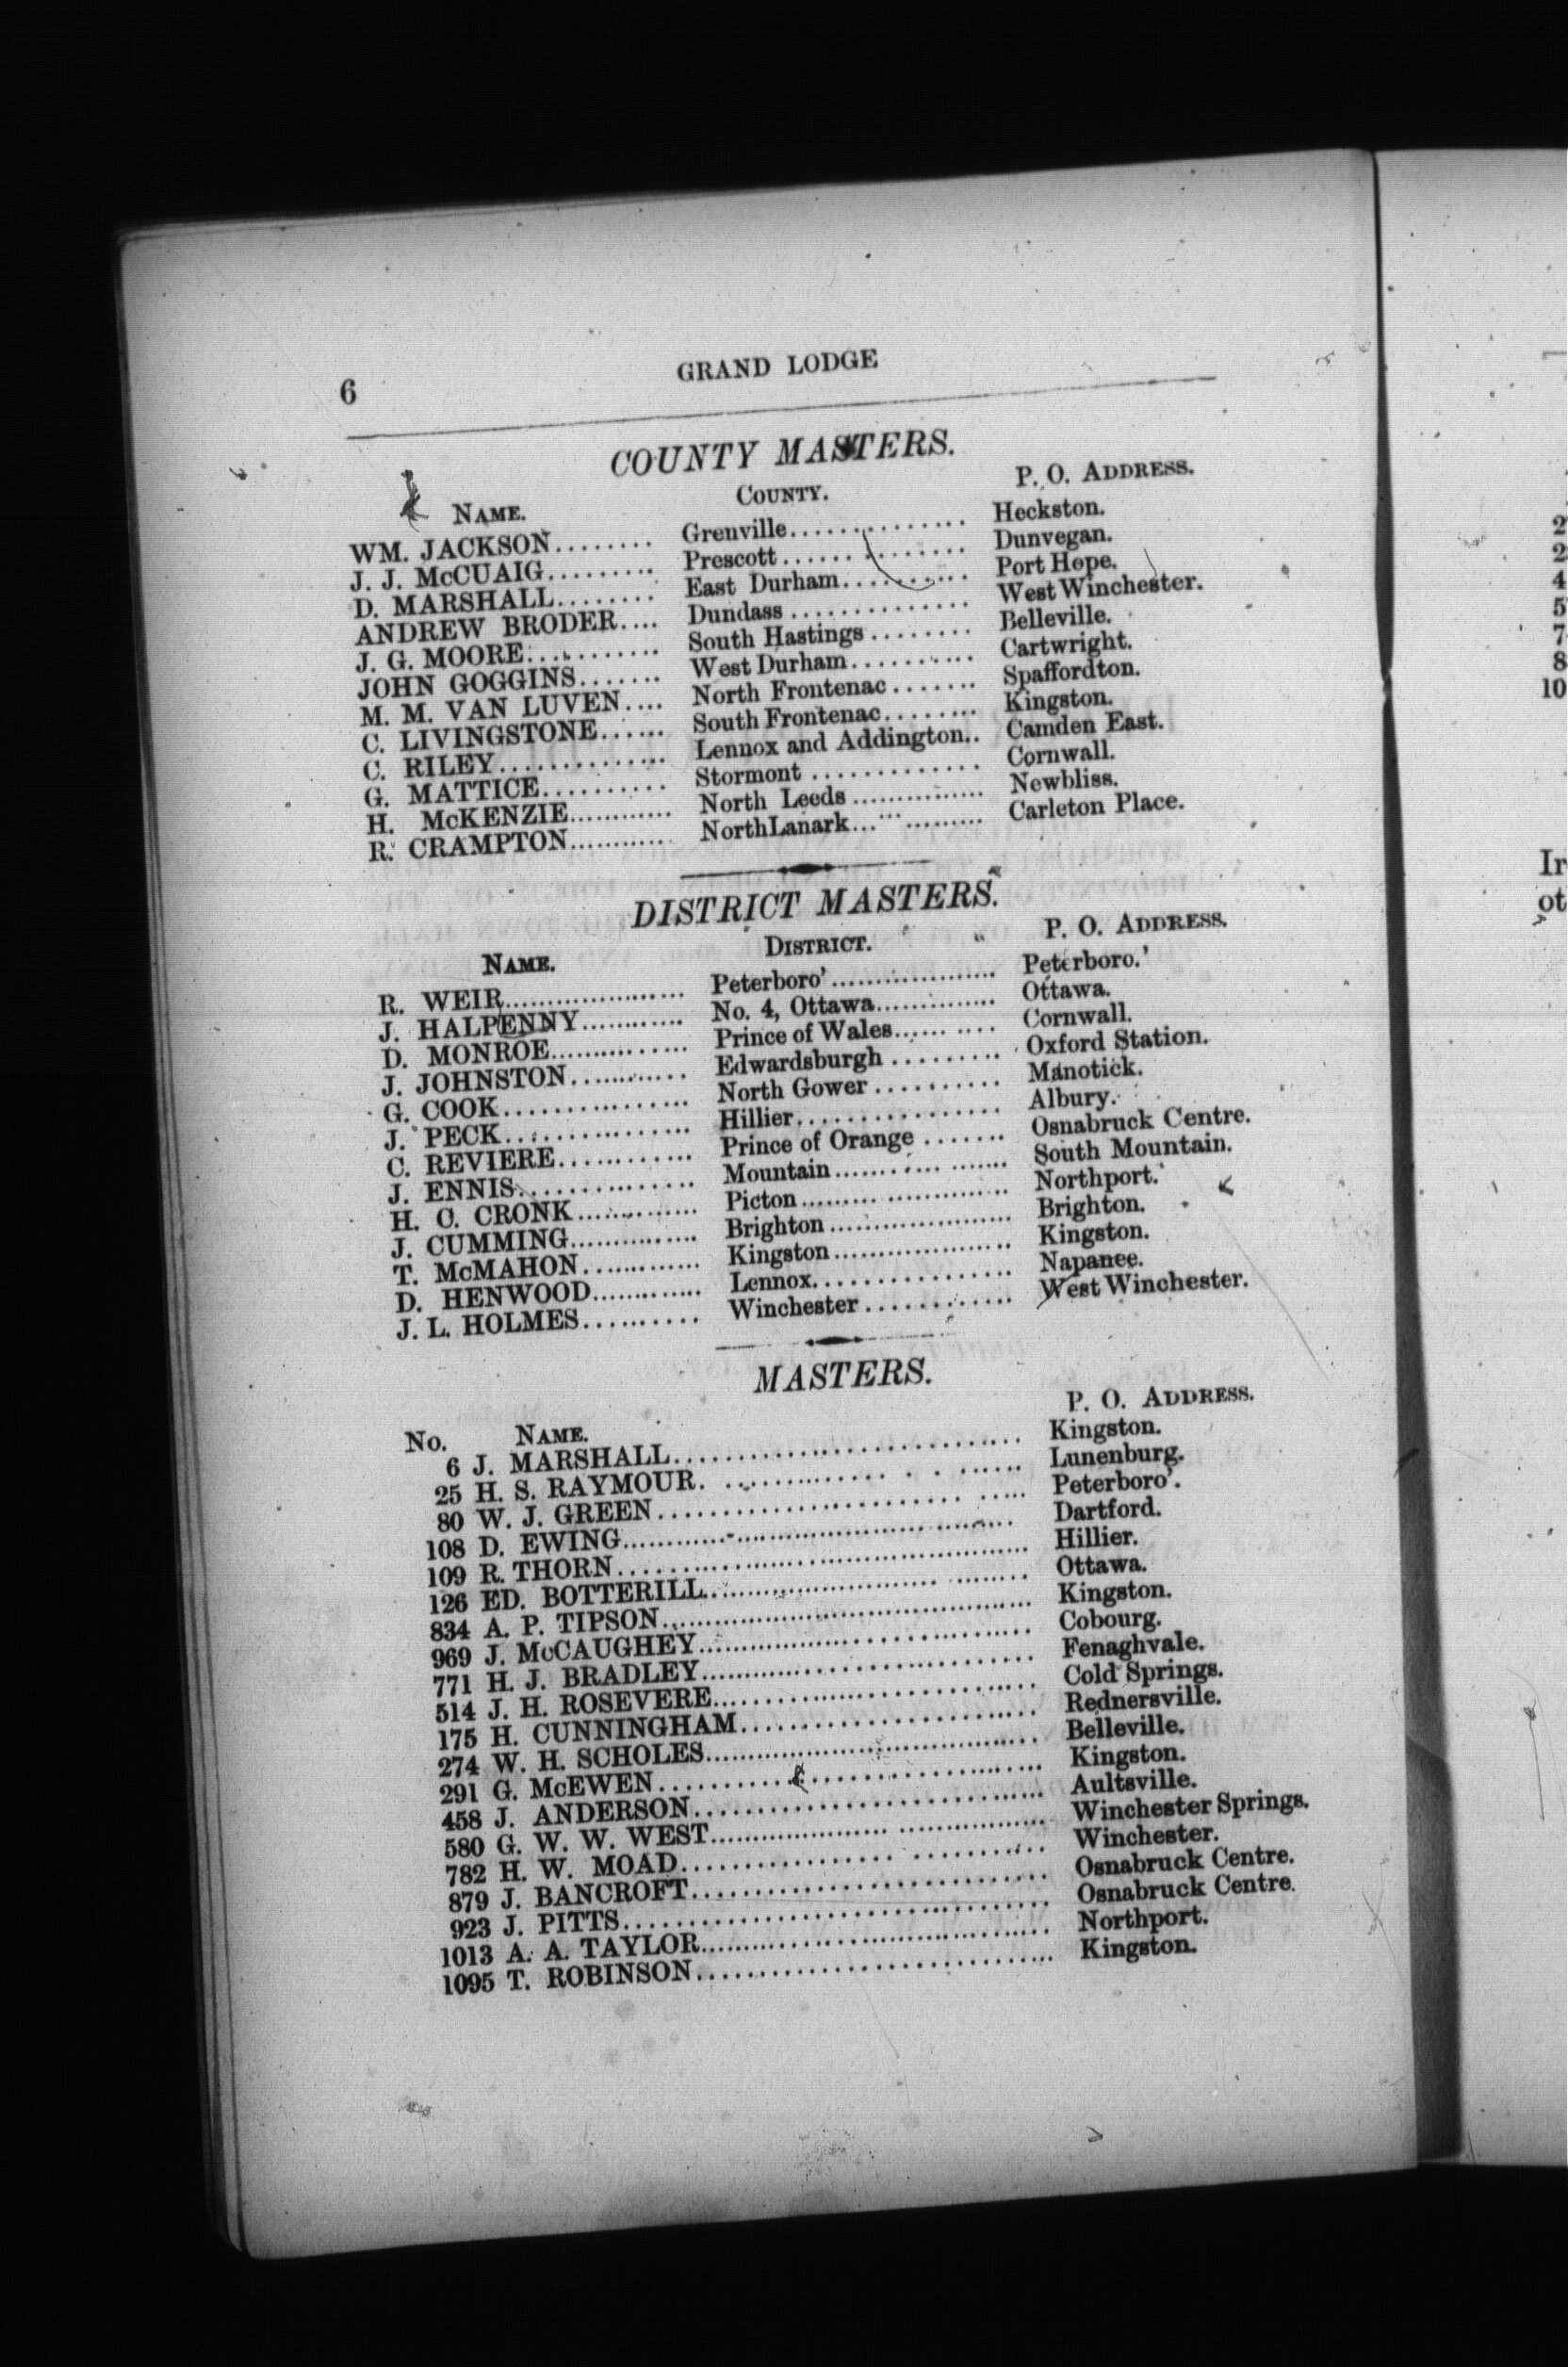 6
GRAND LODGE
COUNTY MASTERS.
NAME. COUNTY. P. O. ADDRESS.
WM. JACKSON........ Grenville............... Heckston.
J. J. McCUAIG......... Prescott............... Dunvegan.
D. MARSHALL........ East Durham.......... Port Hope.
ANDREW BRODER.... Dundass.............. West Winchester.
J. G. MOORE........... South Hastings........ Belleville.
JOHN GOGGINS....... West Durham.......... Cartwright.
M. M. VAN LUVEN.... North Frontenac....... Spaffordton.
C. LIVINGSTONE...... South Frontenac........ Kingston.
C. RILEY.............. Lennox and Addington.. Camden East.
G. MATTICE.......... Stormont ............. Cornwall.
H. McKENZIE............ North Leeds ............... Newbliss.
R. CRAMPTON........... NorthLanark............... Carleton Place.
DISTRICT MASTERS.
NAME. DISTRICT. P. O. ADDRESS.
R. WEIR..................... Peterboro'.................... Peterboro.'
J. HALPENNY............ No. 4, Ottawa.............. Ottawa.
D. MONROE............... Prince of Wales.......... Cornwall.
J. JOHNSTON........... Edwardsburgh ......... Oxford Station.
G. COOK............... North Gower .......... Manotick.
J. PECK............... Hillier................ Albury.
C. REVIERE............ Prince of Orange ....... Osnabruck Centre.
J. ENNIS.............. Mountain.................. South Mountain.
H. C. CRONK............. Picton....................... Northport.
J. CUMMING.............. Brighton.................... Brighton.
T. McMAHON............ Kingston.................... Kingston.
D. HENWOOD............ Lennox................ Napanee.
J. L. HOLMES.......... Winchester............ West Winchester.
MASTERS.
No. NAME. P. O. ADDRESS.
6 J. MARSHALL.............................. Kingston.
25 H. S. RAYMOUR. ......................... Lunenburg.
80 W. J. GREEN............................. Peterboro'.
108 D. EWING................................ Dartford.
109 R. THORN................................ Hillier.
126 ED. BOTTERILL........................... Ottawa.
834 A. P. TIPSON............................ Kingston.
969 J. McCAUGHEY............................ Cobourg.
771 H. J. BRADLEY........................... Fenaghvale.
514 J. H. ROSEVERE.......................... Cold Springs.
175 H. CUNNINGHAM........................... Rednersville.
274 W. H. SCHOLES........................... Belleville.
291 G. McEWEN............................... Kingston.
458 J. ANDERSON............................. Aultsville.
580 G. W. W. WEST........................... Winchester Springs.
782 H. W. MOAD.............................. Winchester.
879 J. BANCROFT............................. Osnabruck Centre.
923 J. PITTS................................ Osnabruck Centre.
1013 A. A. TAYLOR............................ Northport.
1095 T. ROBINSON............................. Kingston.